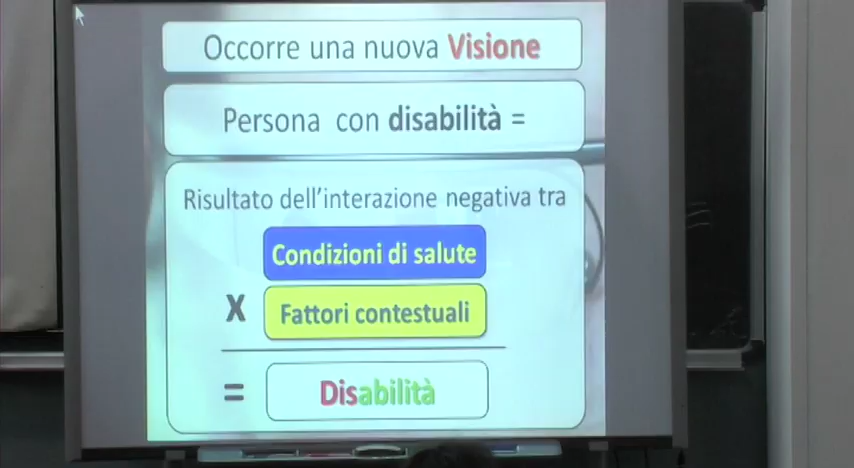 Occorre una nuova Visione
Persona con disabilità =
Risultato dell'interazione negativa tra
Condizioni di salute
X Fattori contestuali
= Disabilità